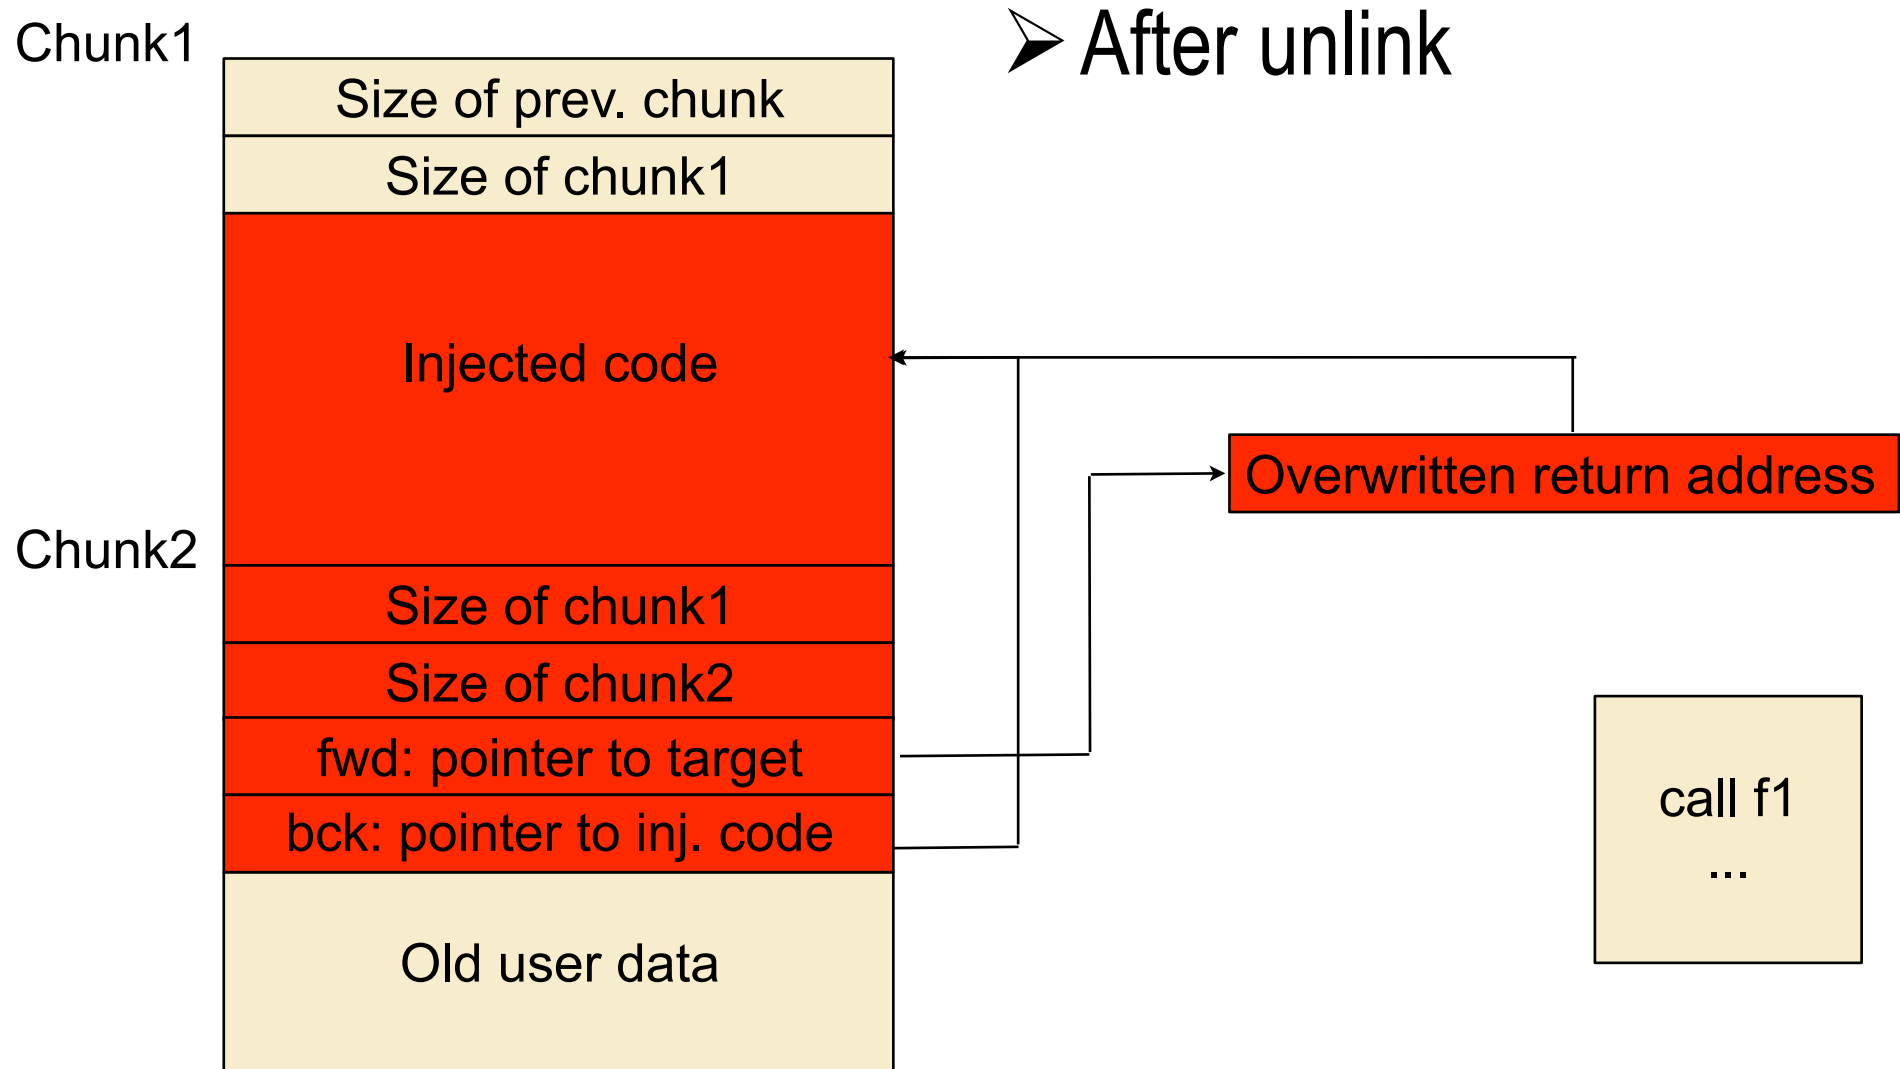 Chunk1
➢ After unlink
Size of prev. chunk
Size of chunk1
Injected code
Overwritten return address
Chunk2
Size of chunk1
Size of chunk2
fwd: pointer to target
bck: pointer to inj. code
call f1
...
Old user data